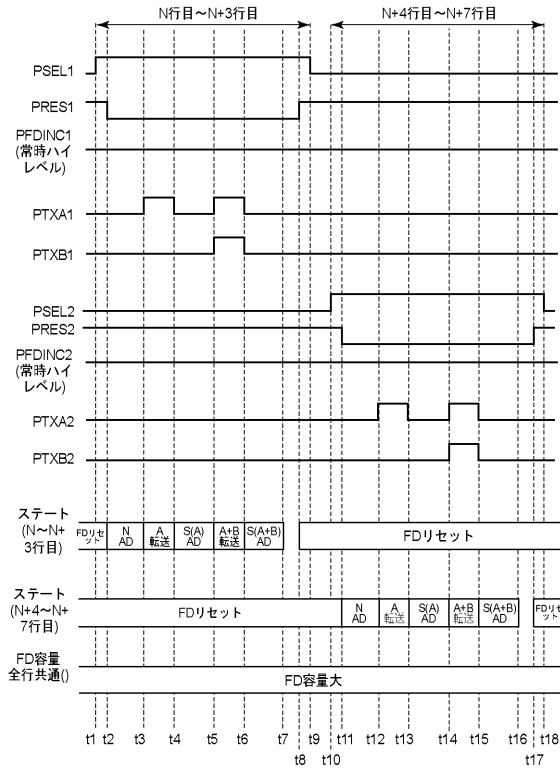 N行目～N+3行目
N+4行目～N+7行目
PSEL1
PRES1
PFDINC1
(常時ハイ
レベル)
PTXA1
PTXB1
PSEL2
PRES2
PFDINC2
(常時ハイ
レベル)
PTXA2
PTXB2
ステート
(N～N+
3行目)
FDリセ
ット
N
AD
A
転送
S(A)
AD
A+B
転送
S(A+B)
AD
FDリセット
ステート
(N+4～N+
7行目)
FDリセット
N
AD
A
転送
S(A)
AD
A+B
転送
S(A+B)
AD
FDリセ
ット
FD容量
全行共通()
FD容量大
t1 t2 t3 t4 t5 t6 t7 t9 t11 t12 t13 t14 t15 t16 t18
t8 t10 t17